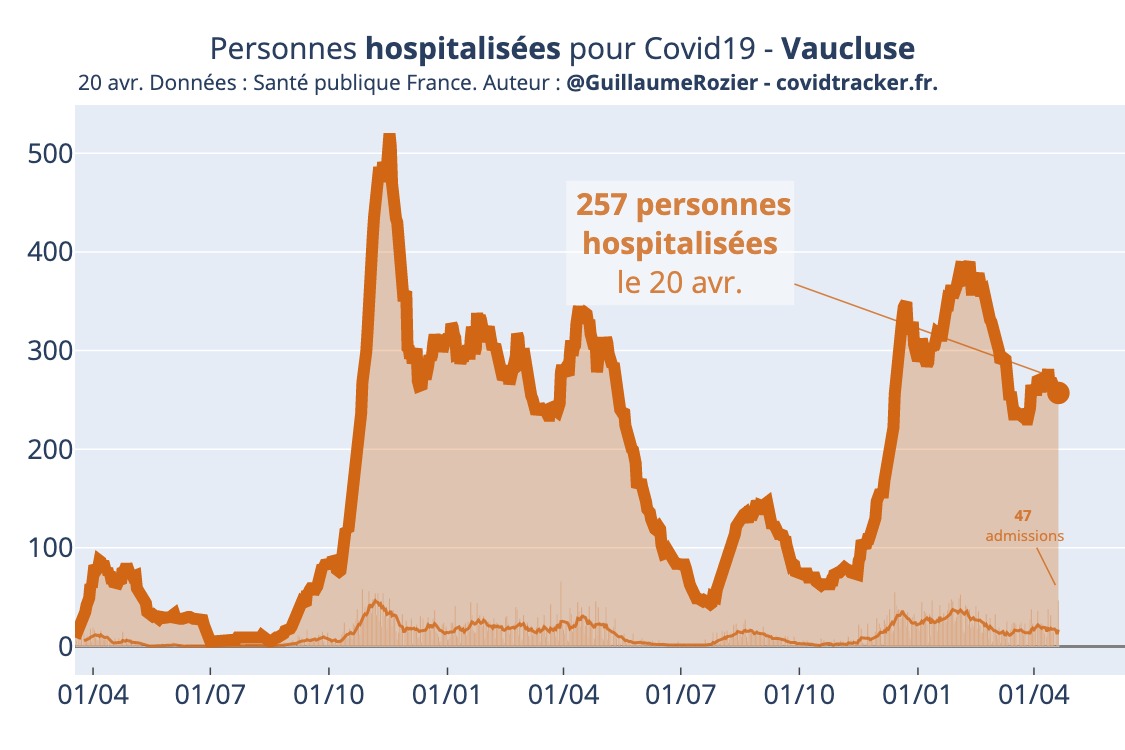 Personnes hospitalisées pour Covid19 - Vaucluse
20 avr. Données : Santé publique France. Auteur : @GuillaumeRozier - covidtracker.fr.
500
257 personnes
hospitalisées
le 20 avr.
400
300
200
47
admissions
100
0
01/04 01/07 01/10 01/01 01/04 01/07 01/10 01/01 01/04